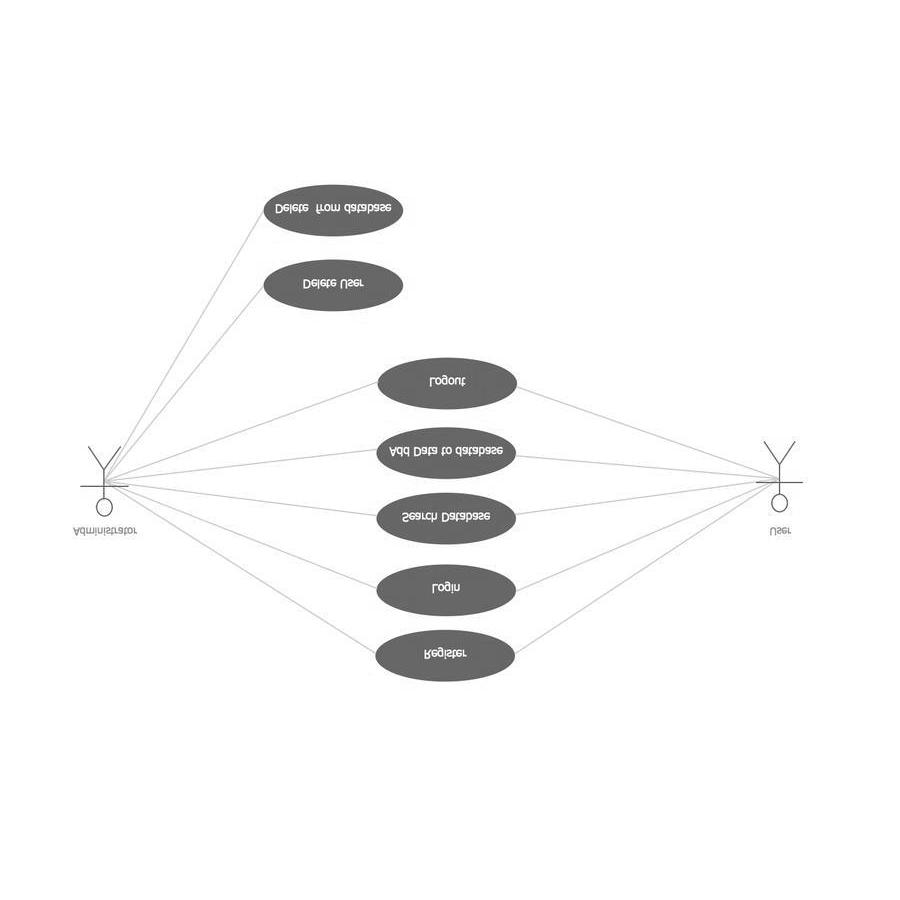 Delete from database
Delete User
Logout
Add Data to database
Search Database
Administrator
User
Login
Register